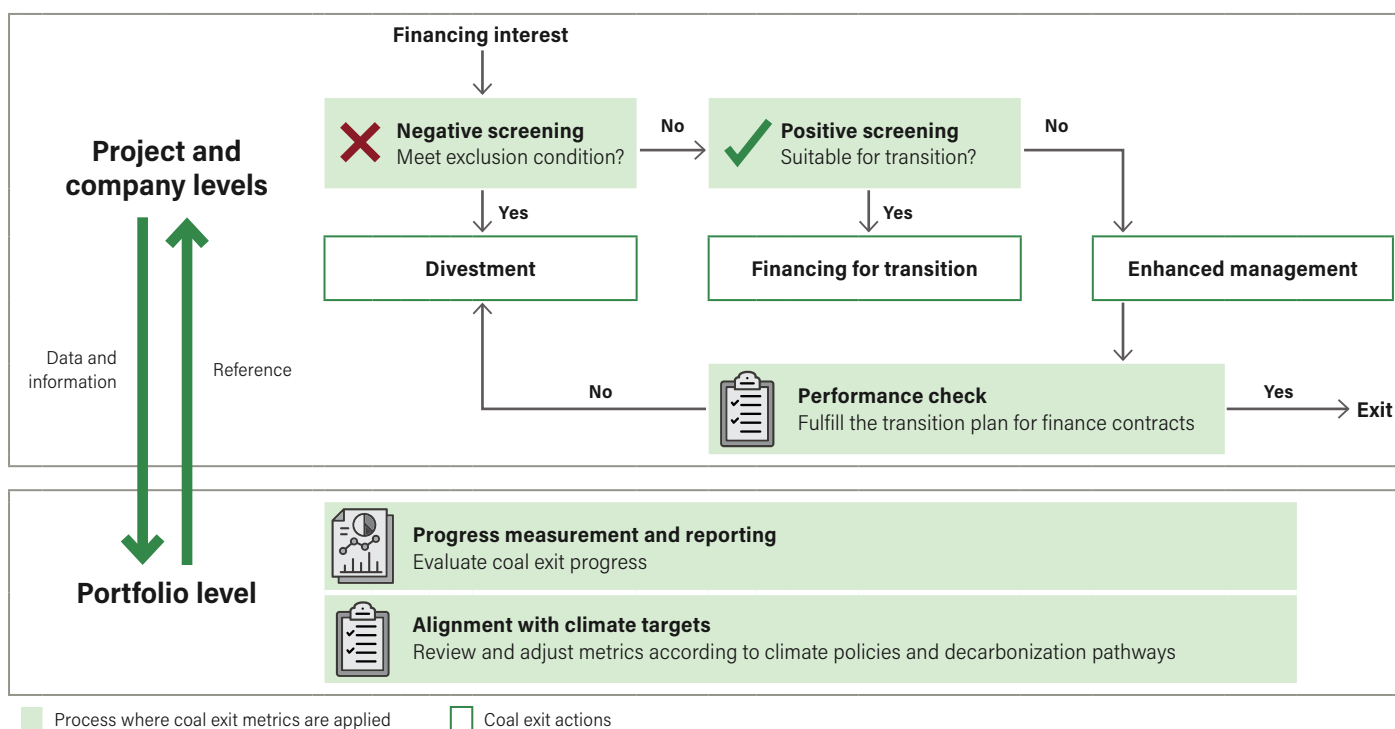 Financing interest
Project and
company levels
Negative screening
Meet exclusion condition?
No
Positive screening
Suitable for transition?
No
Yes
Yes
Divestment
Financing for transition
Enhanced management
Data and
information
Reference
No
Performance check
Fulfill the transition plan for finance contracts
Yes
Exit
Portfolio level
Progress measurement and reporting
Evaluate coal exit progress
Alignment with climate targets
Review and adjust metrics according to climate policies and decarbonization pathways
Process where coal exit metrics are applied
Coal exit actions